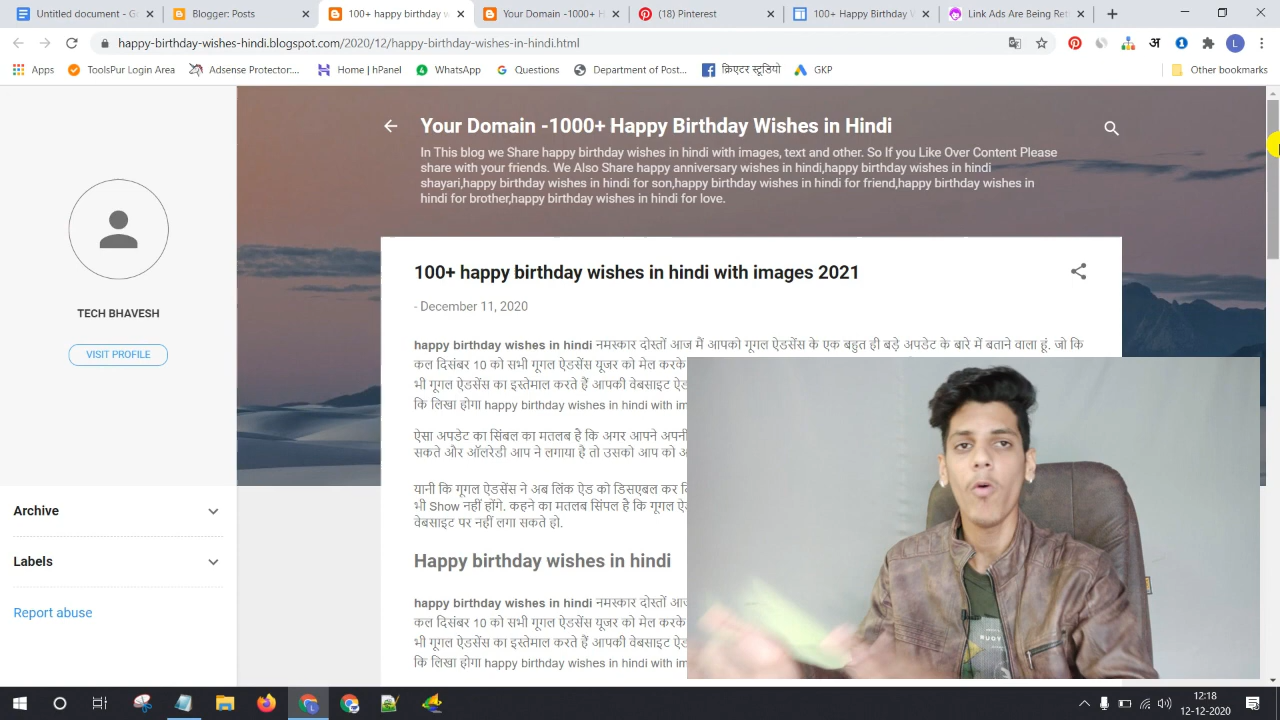 Document - G
Blogger: Posts
100+ happy birthday w
Your Domain -1000+ H
(18) Pinterest
100+ Happy Birthday W
Link Ads Are Being Ret
happy-birthday-wishes-hindi.blogspot.com/2020/12/happy-birthday-wishes-in-hindi.html
अ
L
Apps
ToolsPur Login Area
Adsense Protector:...
Home | hPanel
WhatsApp
Questions
Department of Post...
क्रिएटर स्टूडियो
GKP
Other bookmarks
Your Domain -1000+ Happy Birthday Wishes in Hindi
In This blog we Share happy birthday wishes in hindi with images, text and other. So If you Like Over Content Please
share with your friends. We Also Share happy anniversary wishes in hindi,happy birthday wishes in hindi
shayari,happy birthday wishes in hindi for son,happy birthday wishes in hindi for friend,happy birthday wishes in
hindi for brother,happy birthday wishes in hindi for love.
TECH BHAVESH
VISIT PROFILE
Archive
Labels
Report abuse
100+ happy birthday wishes in hindi with images 2021
- December 11, 2020
happy birthday wishes in hindi नमस्कार दोस्तों आज मैं आपको गूगल ऐडसेंस के एक बहुत ही बड़े अपडेट के बारे में बताने वाला हूं. जो कि
कल दिसंबर 10 को सभी गूगल ऐडसेंस यूजर को मेल करके
भी गूगल ऐडसेंस का इस्तेमाल करते हैं आपकी वेबसाइट
कि लिखा होगा happy birthday wishes in hindi with im
ऐसा अपडेट का सिंबल का मतलब है कि अगर आपने अपनी
सकते और ऑलरेडी आप ने लगाया है तो उसको आप को
यानी कि गूगल ऐडसेंस ने अब लिंक ऐड को डिसएबल कर
भी Show नहीं होंगे. कहने का मतलब सिंपल है कि गूगल
वेबसाइट पर नहीं लगा सकते हो.
Happy birthday wishes in hindi
happy birthday wishes in hindi नमस्कार दोस्तों आज
कल दिसंबर 10 को सभी गूगल ऐडसेंस यूजर को मेल करके
भी गूगल ऐडसेंस का इस्तेमाल करते हैं आपकी वेबसाइट
कि लिखा होगा happy birthday wishes in hindi with im
12:18
12-12-2020